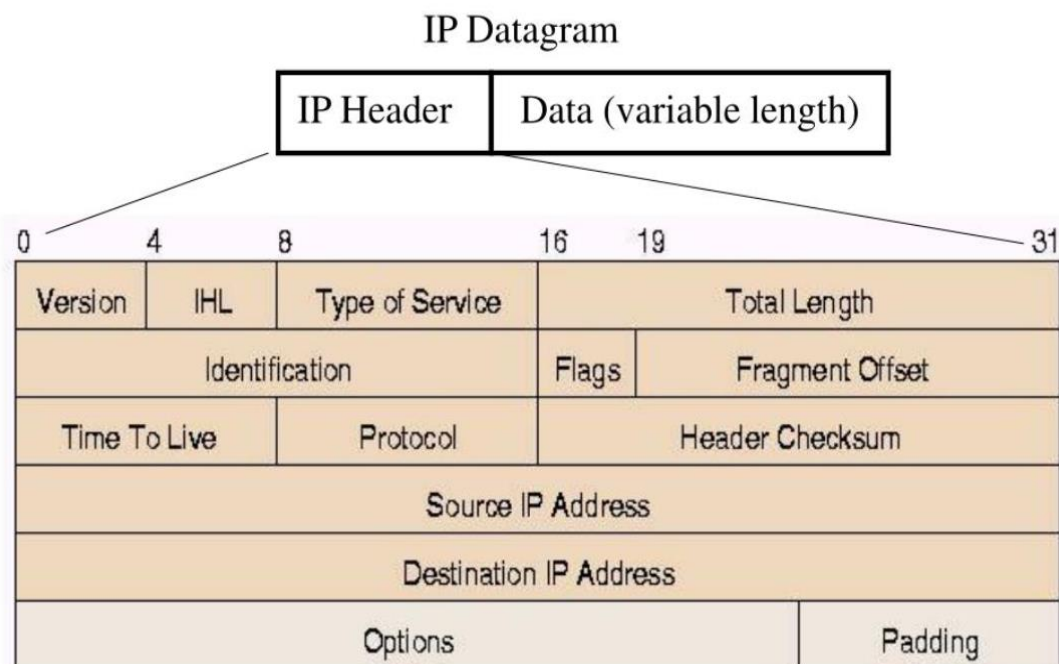 IP Datagram
IP Header Data (variable length)
0 4 8 16 19 31
Version IHL Type of Service Total Length
Identification Flags Fragment Offset
Time To Live Protocol Header Checksum
Source IP Address
Destination IP Address
Options Padding